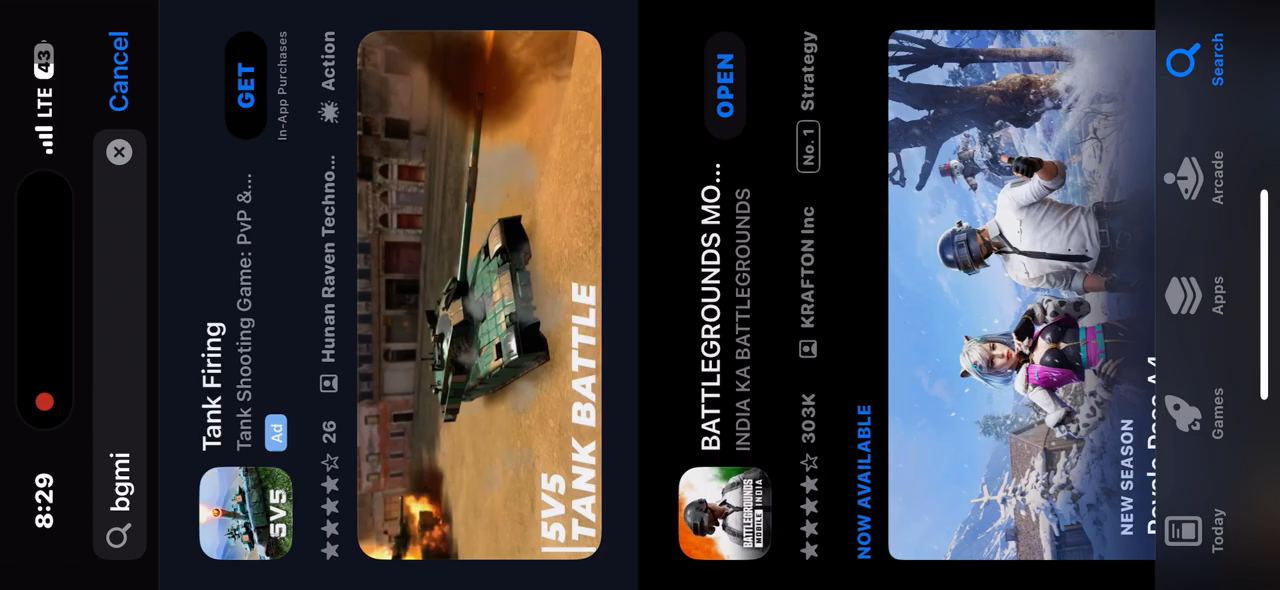 8:29
LTE 43
bgmi
Cancel
5V5
Tank Firing
Tank Shooting Game: PvP &...
Ad
GET
In-App Purchases
26
Hunan Raven Techno...
Action
5V5
TANK BATTLE
BATTLEGROUNDS
MOBILE INDIA
BATTLEGROUNDS MO...
INDIA KA BATTLEGROUNDS
OPEN
303K
KRAFTON Inc
No. 1
Strategy
NOW AVAILABLE
NEW SEASON
Today
Games
Apps
Arcade
Search